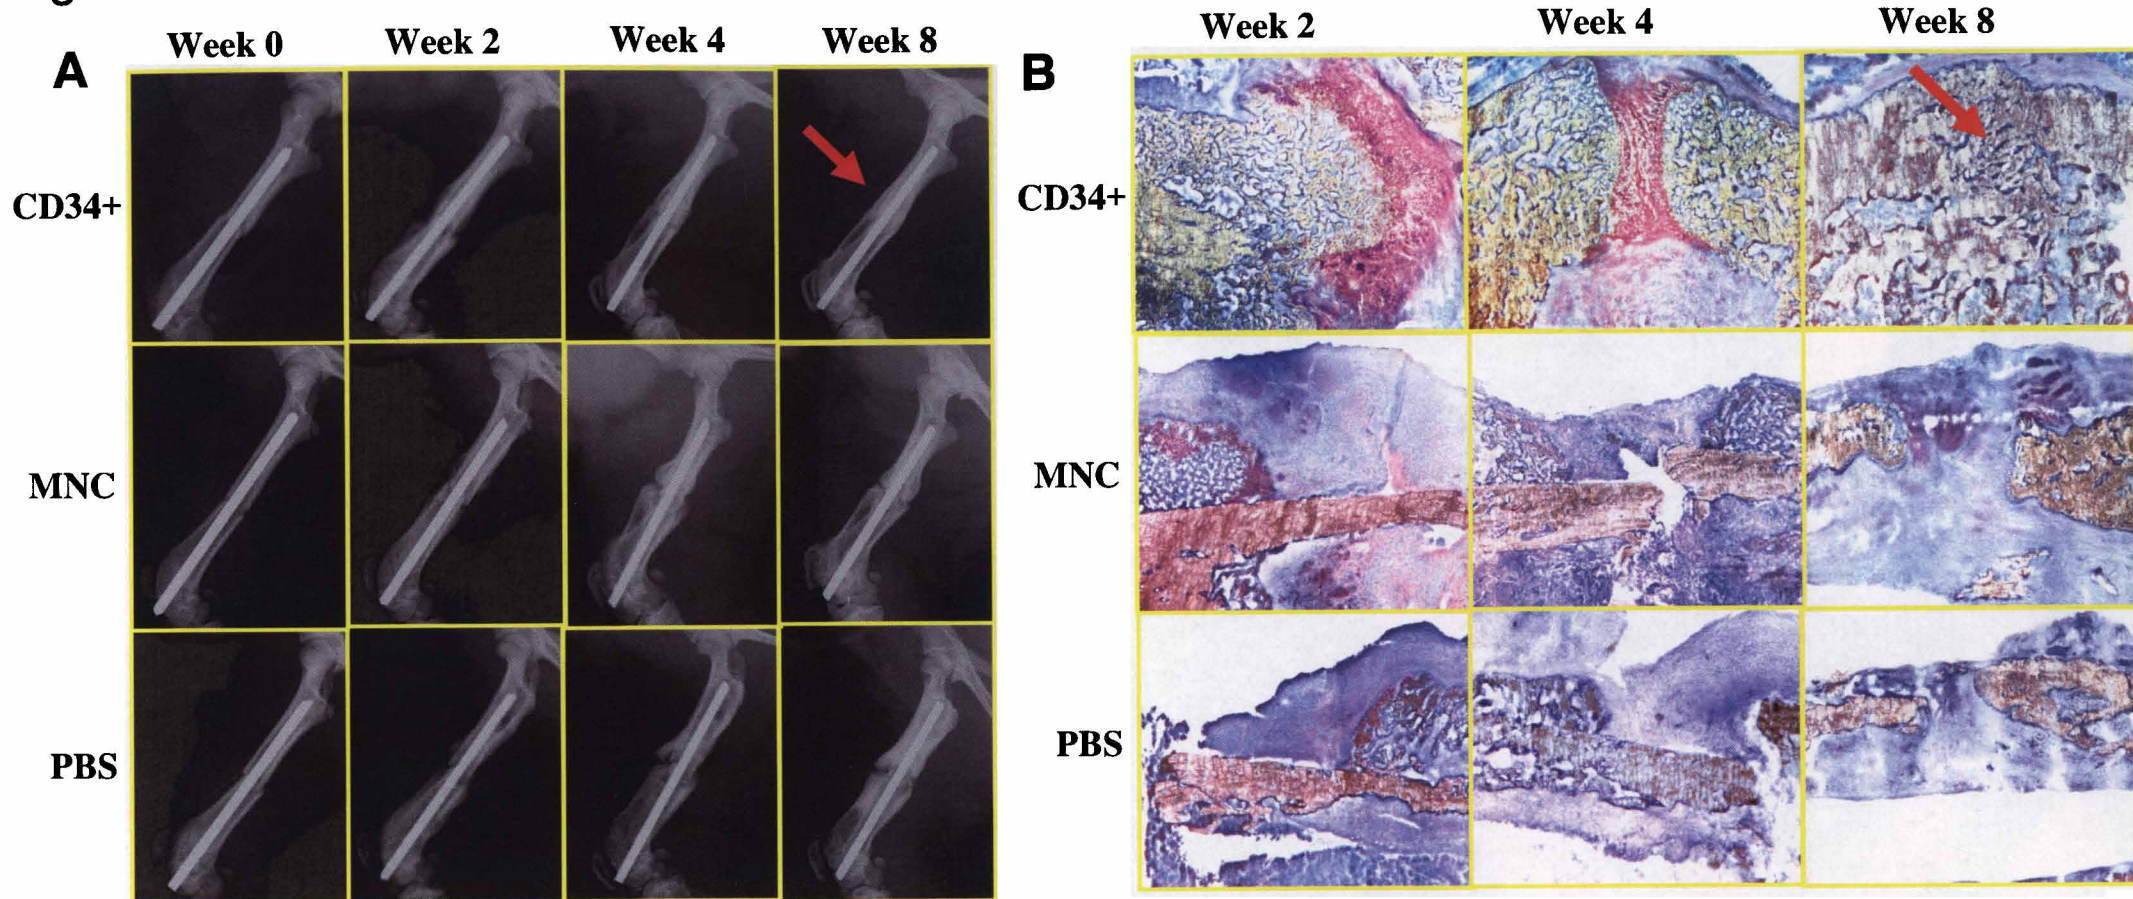 A
Week 0 Week 2 Week 4 Week 8
CD34+
MNC
PBS
B
Week 2 Week 4 Week 8
CD34+
MNC
PBS